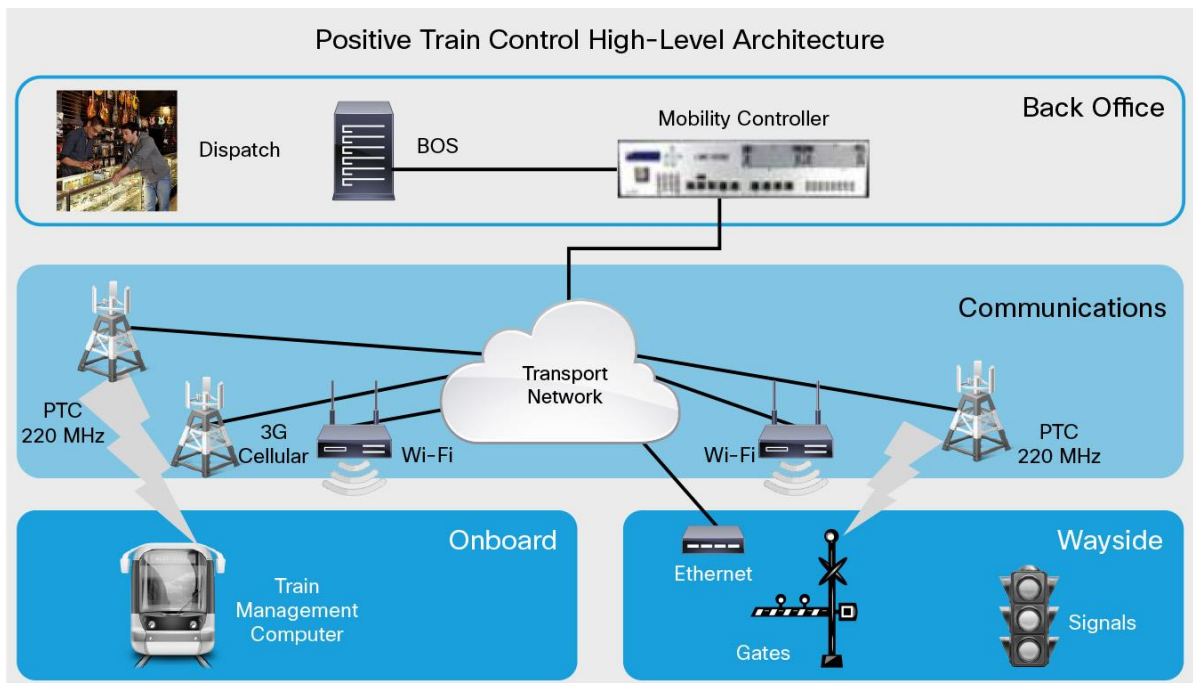 Positive Train Control High-Level Architecture
Back Office
Dispatch
BOS
Mobility Controller
Communications
Transport
Network
PTC
220 MHz
3G
Cellular
Wi-Fi
Wi-Fi
PTC
220 MHz
Onboard
Train
Management
Computer
Wayside
Ethernet
Gates
Signals